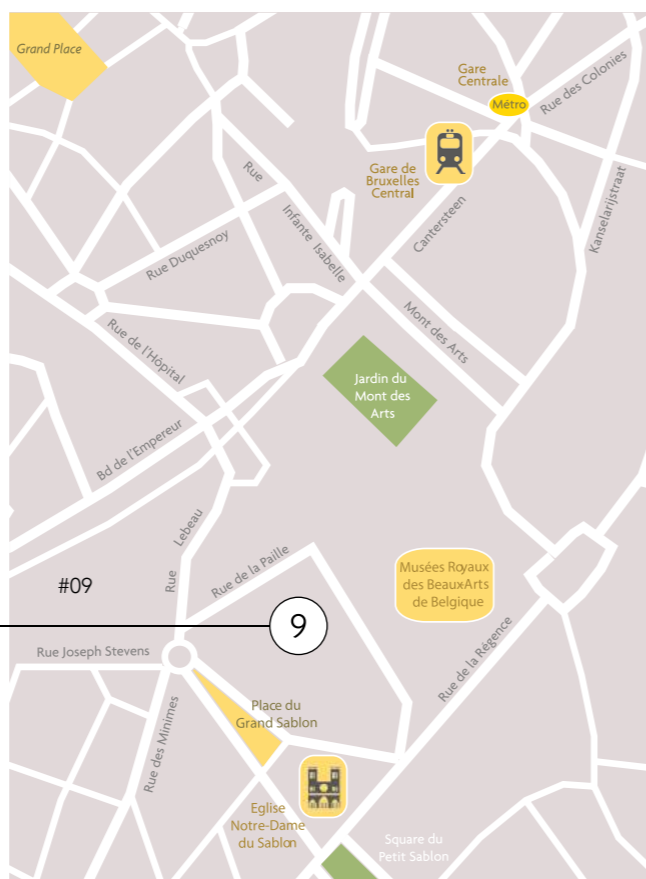 Grand Place
Gare
Centrale
Métro
Rue des Colonies
Gare de
Bruxelles
Central
Cantersteen
Kanselarijstraat
Rue
Infante Isabelle
Rue Duquesnoy
Mont des Arts
Rue de l'Hôpital
Jardin du
Mont des
Arts
Bd de l'Empereur
Rue Lebeau
Rue de la Paille
Musées Royaux
des BeauxArts
de Belgique
#09
9
Rue Joseph Stevens
Rue de la Régence
Place du
Grand Sablon
Rue des Minimes
Eglise
Notre-Dame
du Sablon
Square du
Petit Sablon